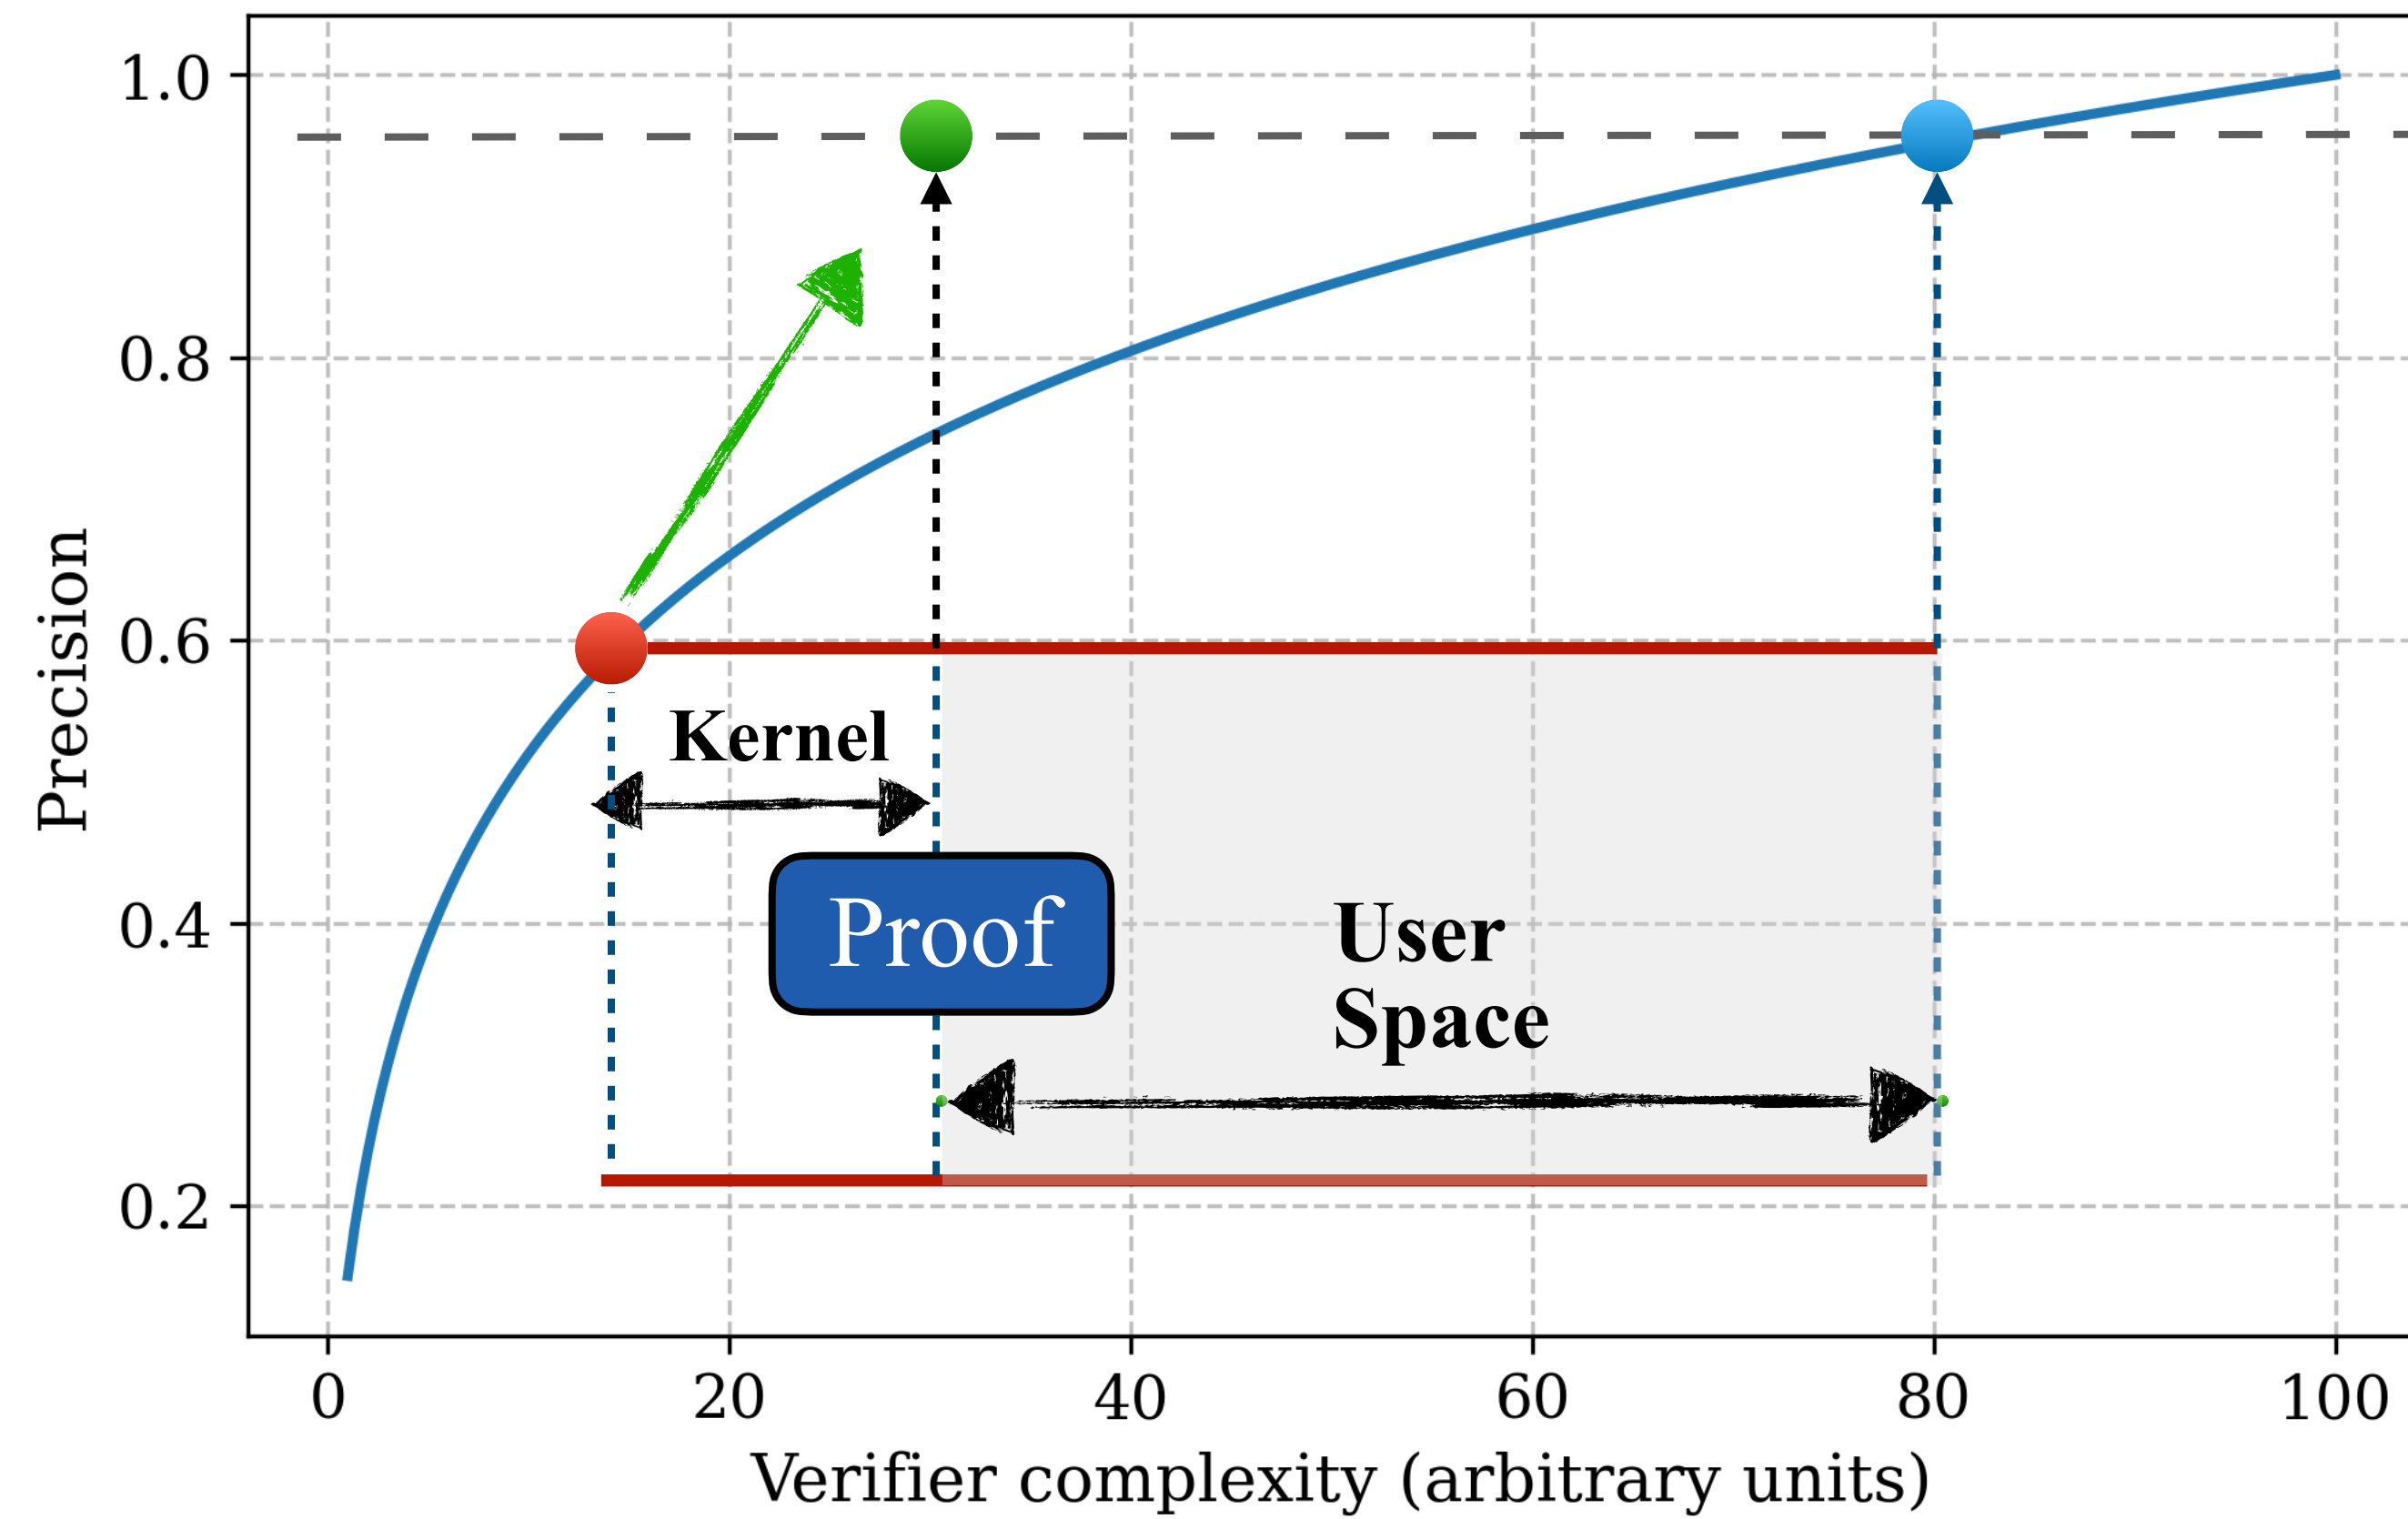 1.0
0.8
0.6
0.4
0.2
Precision
Kernel
Proof
User
Space
0 20 40 60 80 100
Verifier complexity (arbitrary units)